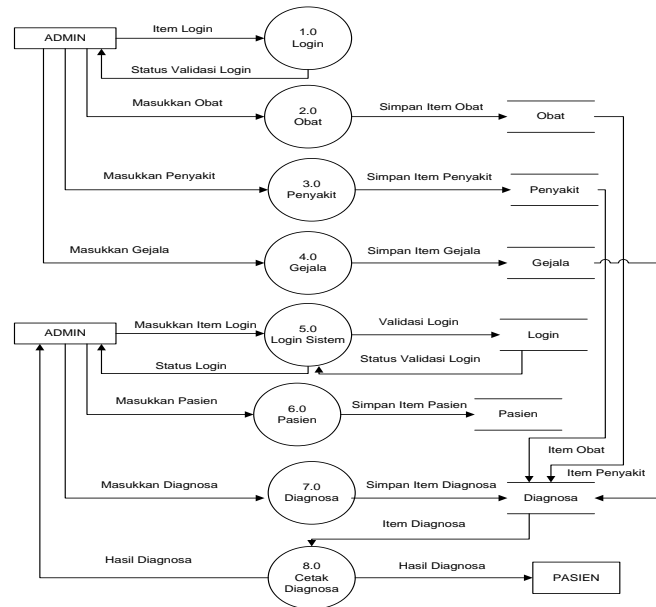 ADMIN
Item Login
1.0
Login
Status Validasi Login
Masukkan Obat
2.0
Obat
Simpan Item Obat
Obat
Masukkan Penyakit
3.0
Penyakit
Simpan Item Penyakit
Penyakit
Masukkan Gejala
4.0
Gejala
Simpan Item Gejala
Gejala
ADMIN
Masukkan Item Login
5.0
Login Sistem
Validasi Login
Login
Status Login
Status Validasi Login
Masukkan Pasien
6.0
Pasien
Simpan Item Pasien
Pasien
Item Obat
Item Penyakit
Masukkan Diagnosa
7.0
Diagnosa
Simpan Item Diagnosa
Diagnosa
Item Diagnosa
Hasil Diagnosa
8.0
Cetak
Diagnosa
Hasil Diagnosa
PASIEN